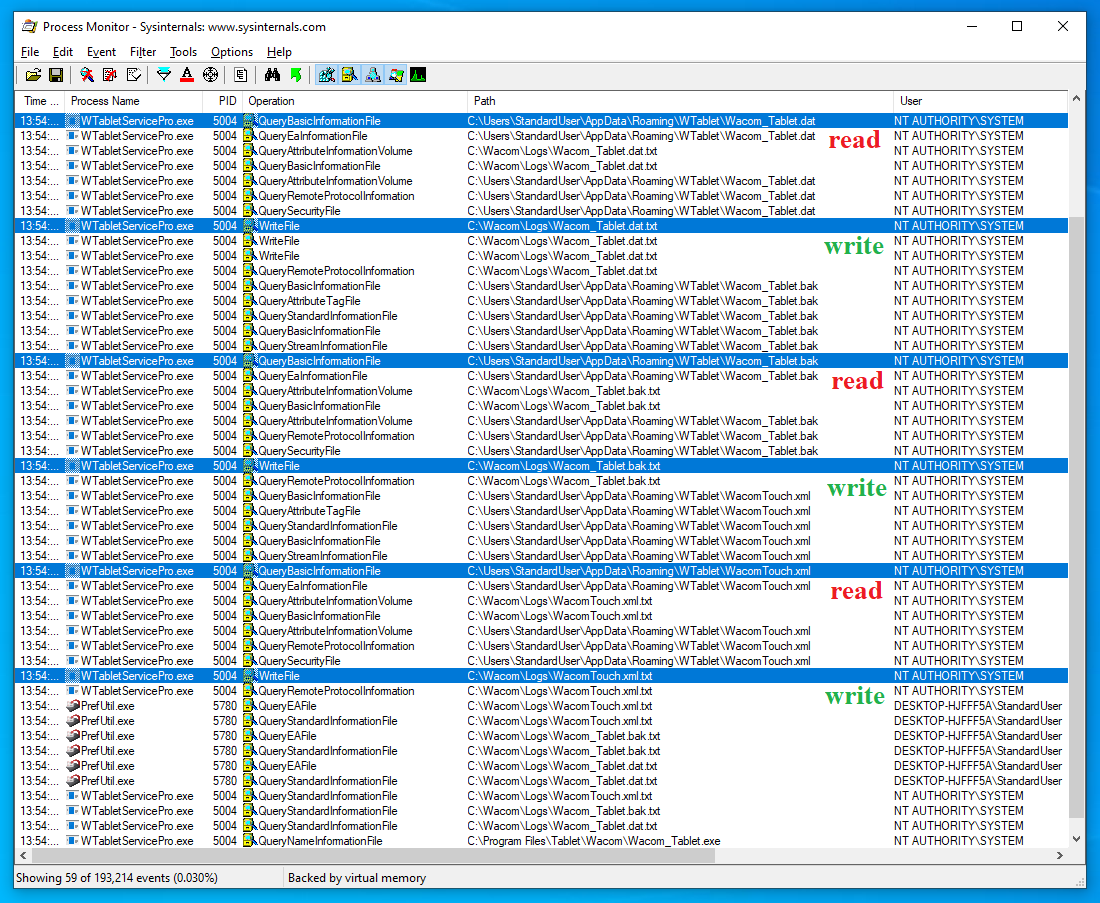 Process Monitor - Sysinternals: www.sysinternals.com
File Edit Event Filter Tools Options Help
Time ... Process Name PID Operation Path User
13:54:... WTabletServicePro.exe 5004 QueryBasicInformationFile C:\Users\StandardUser\AppData\Roaming\WTablet\Wacom_Tablet.dat NT AUTHORITY\SYSTEM
13:54:... WTabletServicePro.exe 5004 QueryEaInformationFile C:\Users\StandardUser\AppData\Roaming\WTablet\Wacom_Tablet.dat read NT AUTHORITY\SYSTEM
13:54:... WTabletServicePro.exe 5004 QueryAttributeInformationVolume C:\Wacom\Logs\Wacom_Tablet.dat.txt NT AUTHORITY\SYSTEM
13:54:... WTabletServicePro.exe 5004 QueryBasicInformationFile C:\Wacom\Logs\Wacom_Tablet.dat.txt NT AUTHORITY\SYSTEM
13:54:... WTabletServicePro.exe 5004 QueryAttributeInformationVolume C:\Users\StandardUser\AppData\Roaming\WTablet\Wacom_Tablet.dat NT AUTHORITY\SYSTEM
13:54:... WTabletServicePro.exe 5004 QueryRemoteProtocolInformation C:\Users\StandardUser\AppData\Roaming\WTablet\Wacom_Tablet.dat NT AUTHORITY\SYSTEM
13:54:... WTabletServicePro.exe 5004 QuerySecurityFile C:\Users\StandardUser\AppData\Roaming\WTablet\Wacom_Tablet.dat NT AUTHORITY\SYSTEM
13:54:... WTabletServicePro.exe 5004 WriteFile C:\Wacom\Logs\Wacom_Tablet.dat.txt NT AUTHORITY\SYSTEM
13:54:... WTabletServicePro.exe 5004 WriteFile C:\Wacom\Logs\Wacom_Tablet.dat.txt write NT AUTHORITY\SYSTEM
13:54:... WTabletServicePro.exe 5004 WriteFile C:\Wacom\Logs\Wacom_Tablet.dat.txt NT AUTHORITY\SYSTEM
13:54:... WTabletServicePro.exe 5004 QueryRemoteProtocolInformation C:\Wacom\Logs\Wacom_Tablet.dat.txt NT AUTHORITY\SYSTEM
13:54:... WTabletServicePro.exe 5004 QueryBasicInformationFile C:\Users\StandardUser\AppData\Roaming\WTablet\Wacom_Tablet.bak NT AUTHORITY\SYSTEM
13:54:... WTabletServicePro.exe 5004 QueryAttributeTagFile C:\Users\StandardUser\AppData\Roaming\WTablet\Wacom_Tablet.bak NT AUTHORITY\SYSTEM
13:54:... WTabletServicePro.exe 5004 QueryStandardInformationFile C:\Users\StandardUser\AppData\Roaming\WTablet\Wacom_Tablet.bak NT AUTHORITY\SYSTEM
13:54:... WTabletServicePro.exe 5004 QueryBasicInformationFile C:\Users\StandardUser\AppData\Roaming\WTablet\Wacom_Tablet.bak NT AUTHORITY\SYSTEM
13:54:... WTabletServicePro.exe 5004 QueryStreamInformationFile C:\Users\StandardUser\AppData\Roaming\WTablet\Wacom_Tablet.bak NT AUTHORITY\SYSTEM
13:54:... WTabletServicePro.exe 5004 QueryBasicInformationFile C:\Users\StandardUser\AppData\Roaming\WTablet\Wacom_Tablet.bak NT AUTHORITY\SYSTEM
13:54:... WTabletServicePro.exe 5004 QueryEaInformationFile C:\Users\StandardUser\AppData\Roaming\WTablet\Wacom_Tablet.bak read NT AUTHORITY\SYSTEM
13:54:... WTabletServicePro.exe 5004 QueryAttributeInformationVolume C:\Wacom\Logs\Wacom_Tablet.bak.txt NT AUTHORITY\SYSTEM
13:54:... WTabletServicePro.exe 5004 QueryBasicInformationFile C:\Wacom\Logs\Wacom_Tablet.bak.txt NT AUTHORITY\SYSTEM
13:54:... WTabletServicePro.exe 5004 QueryAttributeInformationVolume C:\Users\StandardUser\AppData\Roaming\WTablet\Wacom_Tablet.bak NT AUTHORITY\SYSTEM
13:54:... WTabletServicePro.exe 5004 QueryRemoteProtocolInformation C:\Users\StandardUser\AppData\Roaming\WTablet\Wacom_Tablet.bak NT AUTHORITY\SYSTEM
13:54:... WTabletServicePro.exe 5004 QuerySecurityFile C:\Users\StandardUser\AppData\Roaming\WTablet\Wacom_Tablet.bak NT AUTHORITY\SYSTEM
13:54:... WTabletServicePro.exe 5004 WriteFile C:\Wacom\Logs\Wacom_Tablet.bak.txt NT AUTHORITY\SYSTEM
13:54:... WTabletServicePro.exe 5004 QueryRemoteProtocolInformation C:\Wacom\Logs\Wacom_Tablet.bak.txt write NT AUTHORITY\SYSTEM
13:54:... WTabletServicePro.exe 5004 QueryBasicInformationFile C:\Users\StandardUser\AppData\Roaming\WTablet\WacomTouch.xml NT AUTHORITY\SYSTEM
13:54:... WTabletServicePro.exe 5004 QueryAttributeTagFile C:\Users\StandardUser\AppData\Roaming\WTablet\WacomTouch.xml NT AUTHORITY\SYSTEM
13:54:... WTabletServicePro.exe 5004 QueryStandardInformationFile C:\Users\StandardUser\AppData\Roaming\WTablet\WacomTouch.xml NT AUTHORITY\SYSTEM
13:54:... WTabletServicePro.exe 5004 QueryBasicInformationFile C:\Users\StandardUser\AppData\Roaming\WTablet\WacomTouch.xml NT AUTHORITY\SYSTEM
13:54:... WTabletServicePro.exe 5004 QueryStreamInformationFile C:\Users\StandardUser\AppData\Roaming\WTablet\WacomTouch.xml NT AUTHORITY\SYSTEM
13:54:... WTabletServicePro.exe 5004 QueryBasicInformationFile C:\Users\StandardUser\AppData\Roaming\WTablet\WacomTouch.xml NT AUTHORITY\SYSTEM
13:54:... WTabletServicePro.exe 5004 QueryEaInformationFile C:\Users\StandardUser\AppData\Roaming\WTablet\WacomTouch.xml read NT AUTHORITY\SYSTEM
13:54:... WTabletServicePro.exe 5004 QueryAttributeInformationVolume C:\Wacom\Logs\WacomTouch.xml.txt NT AUTHORITY\SYSTEM
13:54:... WTabletServicePro.exe 5004 QueryBasicInformationFile C:\Wacom\Logs\WacomTouch.xml.txt NT AUTHORITY\SYSTEM
13:54:... WTabletServicePro.exe 5004 QueryAttributeInformationVolume C:\Users\StandardUser\AppData\Roaming\WTablet\WacomTouch.xml NT AUTHORITY\SYSTEM
13:54:... WTabletServicePro.exe 5004 QueryRemoteProtocolInformation C:\Users\StandardUser\AppData\Roaming\WTablet\WacomTouch.xml NT AUTHORITY\SYSTEM
13:54:... WTabletServicePro.exe 5004 QuerySecurityFile C:\Users\StandardUser\AppData\Roaming\WTablet\WacomTouch.xml NT AUTHORITY\SYSTEM
13:54:... WTabletServicePro.exe 5004 WriteFile C:\Wacom\Logs\WacomTouch.xml.txt NT AUTHORITY\SYSTEM
13:54:... WTabletServicePro.exe 5004 QueryRemoteProtocolInformation C:\Wacom\Logs\WacomTouch.xml.txt write NT AUTHORITY\SYSTEM
13:54:... PrefUtil.exe 5780 QueryEAFile C:\Wacom\Logs\WacomTouch.xml.txt DESKTOP-HJFFF5A\StandardUser
13:54:... PrefUtil.exe 5780 QueryStandardInformationFile C:\Wacom\Logs\WacomTouch.xml.txt DESKTOP-HJFFF5A\StandardUser
13:54:... PrefUtil.exe 5780 QueryEAFile C:\Wacom\Logs\Wacom_Tablet.bak.txt DESKTOP-HJFFF5A\StandardUser
13:54:... PrefUtil.exe 5780 QueryStandardInformationFile C:\Wacom\Logs\Wacom_Tablet.bak.txt DESKTOP-HJFFF5A\StandardUser
13:54:... PrefUtil.exe 5780 QueryEAFile C:\Wacom\Logs\Wacom_Tablet.dat.txt DESKTOP-HJFFF5A\StandardUser
13:54:... PrefUtil.exe 5780 QueryStandardInformationFile C:\Wacom\Logs\Wacom_Tablet.dat.txt DESKTOP-HJFFF5A\StandardUser
13:54:... WTabletServicePro.exe 5004 QueryStandardInformationFile C:\Wacom\Logs\WacomTouch.xml.txt NT AUTHORITY\SYSTEM
13:54:... WTabletServicePro.exe 5004 QueryStandardInformationFile C:\Wacom\Logs\Wacom_Tablet.bak.txt NT AUTHORITY\SYSTEM
13:54:... WTabletServicePro.exe 5004 QueryStandardInformationFile C:\Wacom\Logs\Wacom_Tablet.dat.txt NT AUTHORITY\SYSTEM
13:54:... WTabletServicePro.exe 5004 QueryNameInformationFile C:\Program Files\Tablet\Wacom\Wacom_Tablet.exe NT AUTHORITY\SYSTEM
Showing 59 of 193,214 events (0.030%) Backed by virtual memory